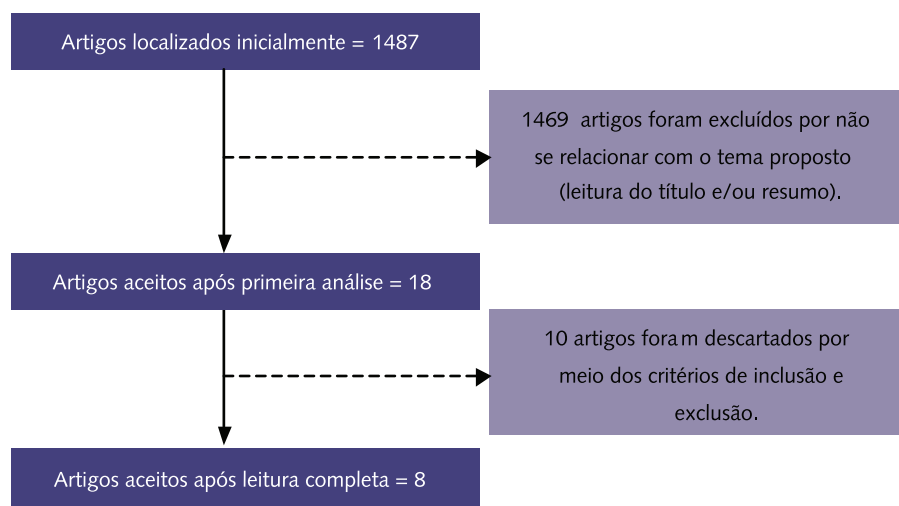 Artigos localizados inicialmente = 1487
1469 artigos foram excluídos por não
se relacionar com o tema proposto
(leitura do título e/ou resumo).
Artigos aceitos após primeira análise = 18
10 artigos foram descartados por
meio dos critérios de inclusão e
exclusão.
Artigos aceitos após leitura completa = 8